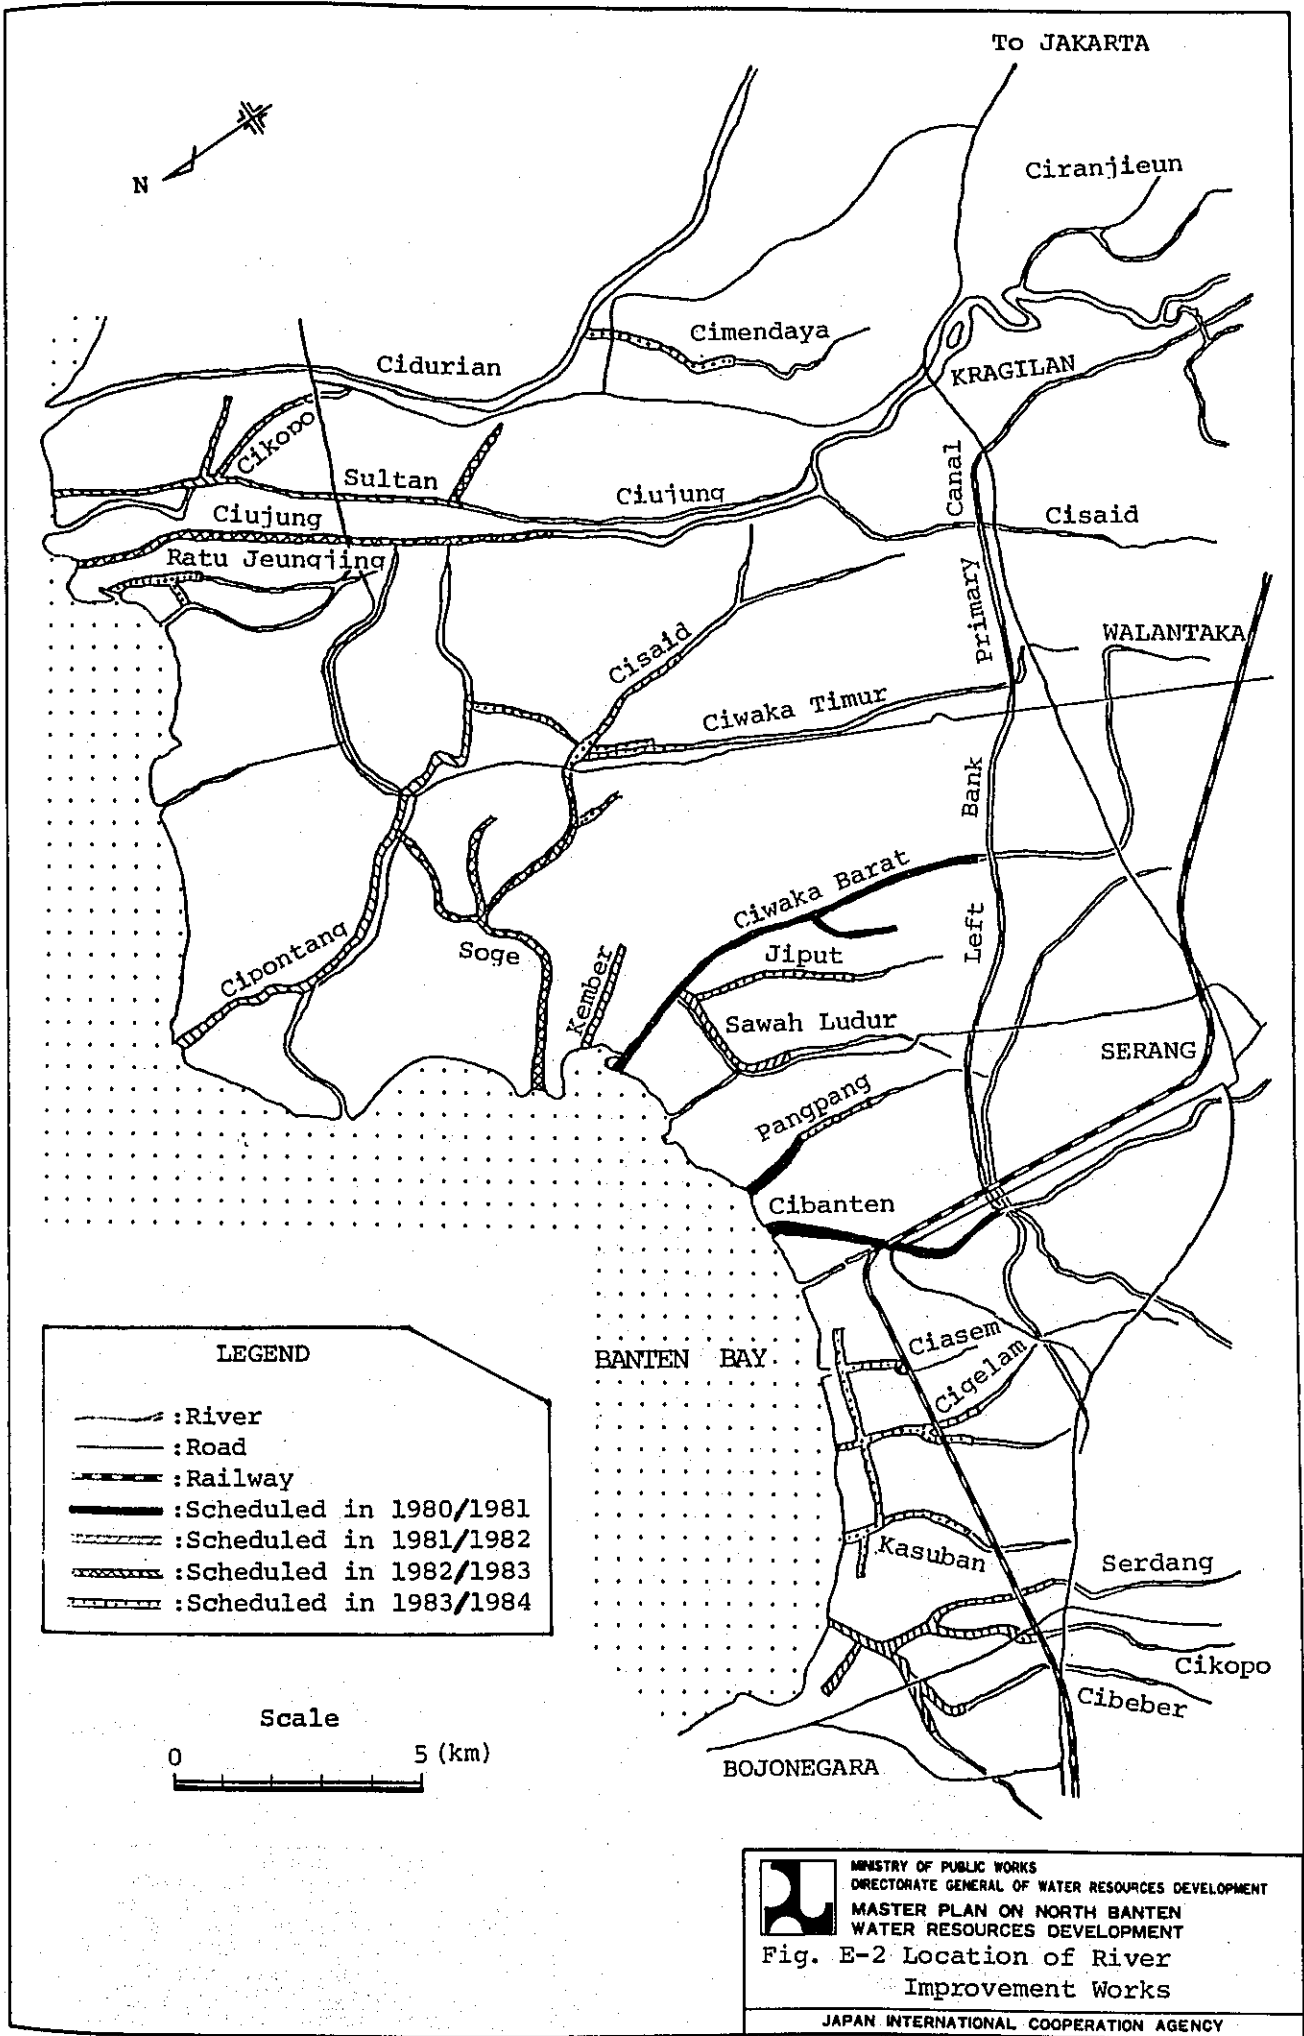 To JAKARTA
Ciranjieun
N
Cimendaya
Cidurian
KRAGILAN
Cikopo
Sultan
Ciujung
Canal
Ciujung
Cisaid
Ratu Jeungjing
Primary
Cisaid
WALANTAKA
Ciwaka Timur
Bank
Ciwaka Barat
Left
Cipontang
Soge
Kember
Jiput
Sawah Ludur
SERANG
Pangpang
Cibanten
Ciasem
BANTEN BAY
Cigelam
Kasuban
Serdang
Cikopo
Cibeber
BOJONEGARA
LEGEND
:River
:Road
:Railway
:Scheduled in 1980/1981
:Scheduled in 1981/1982
:Scheduled in 1982/1983
:Scheduled in 1983/1984
Scale
0 5 (km)
MINISTRY OF PUBLIC WORKS
DIRECTORATE GENERAL OF WATER RESOURCES DEVELOPMENT
MASTER PLAN ON NORTH BANTEN
WATER RESOURCES DEVELOPMENT
Fig. E-2 Location of River
Improvement Works
JAPAN INTERNATIONAL COOPERATION AGENCY